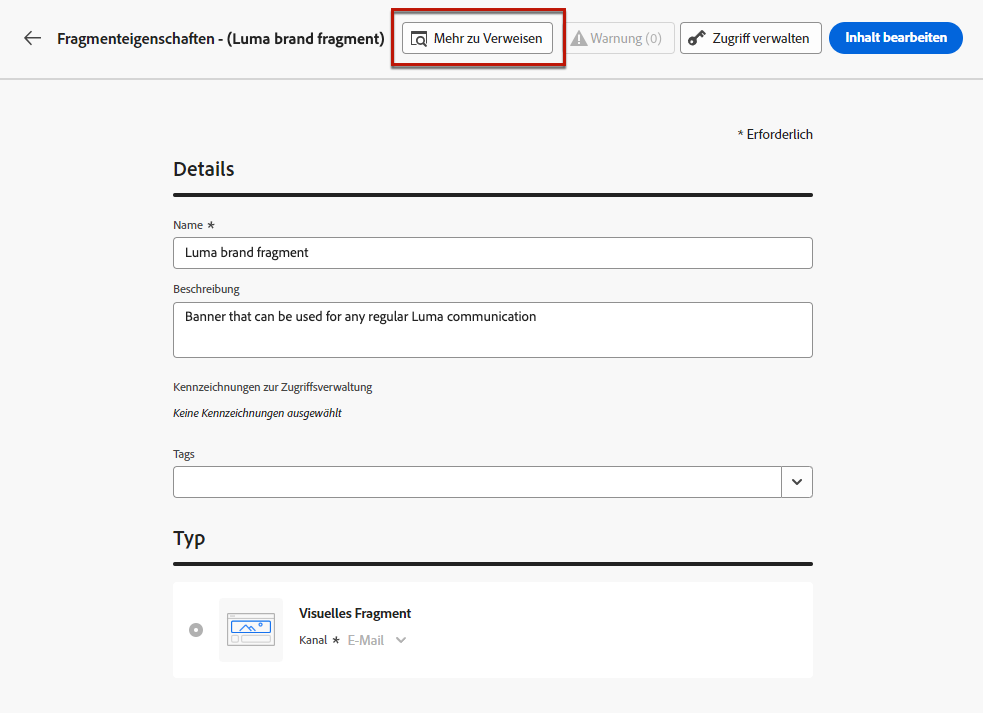 Fragmenteigenschaften - (Luma brand fragment)
Mehr zu Verweisen
Warnung (0)
Zugriff verwalten
Inhalt bearbeiten
* Erforderlich
Details
Name *
Luma brand fragment
Beschreibung
Banner that can be used for any regular Luma communication
Kennzeichnungen zur Zugriffsverwaltung
Keine Kennzeichnungen ausgewählt
Tags
Typ
Visuelles Fragment
Kanal * E-Mail